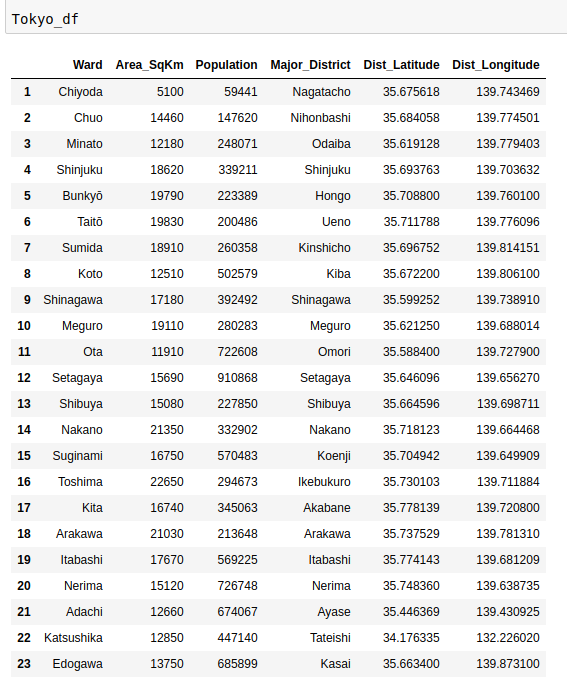 Tokyo_df
Ward Area_SqKm Population Major_District Dist_Latitude Dist_Longitude
1 Chiyoda 5100 59441 Nagatacho 35.675618 139.743469
2 Chuo 14460 147620 Nihonbashi 35.684058 139.774501
3 Minato 12180 248071 Odaiba 35.619128 139.779403
4 Shinjuku 18620 339211 Shinjuku 35.693763 139.703632
5 Bunkyō 19790 223389 Hongo 35.708800 139.760100
6 Taitō 19830 200486 Ueno 35.711788 139.776096
7 Sumida 18910 260358 Kinshicho 35.696752 139.814151
8 Koto 12510 502579 Kiba 35.672200 139.806100
9 Shinagawa 17180 392492 Shinagawa 35.599252 139.738910
10 Meguro 19110 280283 Meguro 35.621250 139.688014
11 Ota 11910 722608 Omori 35.588400 139.727900
12 Setagaya 15690 910868 Setagaya 35.646096 139.656270
13 Shibuya 15080 227850 Shibuya 35.664596 139.698711
14 Nakano 21350 332902 Nakano 35.718123 139.664468
15 Suginami 16750 570483 Koenji 35.704942 139.649909
16 Toshima 22650 294673 Ikebukuro 35.730103 139.711884
17 Kita 16740 345063 Akabane 35.778139 139.720800
18 Arakawa 21030 213648 Arakawa 35.737529 139.781310
19 Itabashi 17670 569225 Itabashi 35.774143 139.681209
20 Nerima 15120 726748 Nerima 35.748360 139.638735
21 Adachi 12660 674067 Ayase 35.446369 139.430925
22 Katsushika 12850 447140 Tateishi 34.176335 132.226020
23 Edogawa 13750 685899 Kasai 35.663400 139.873100